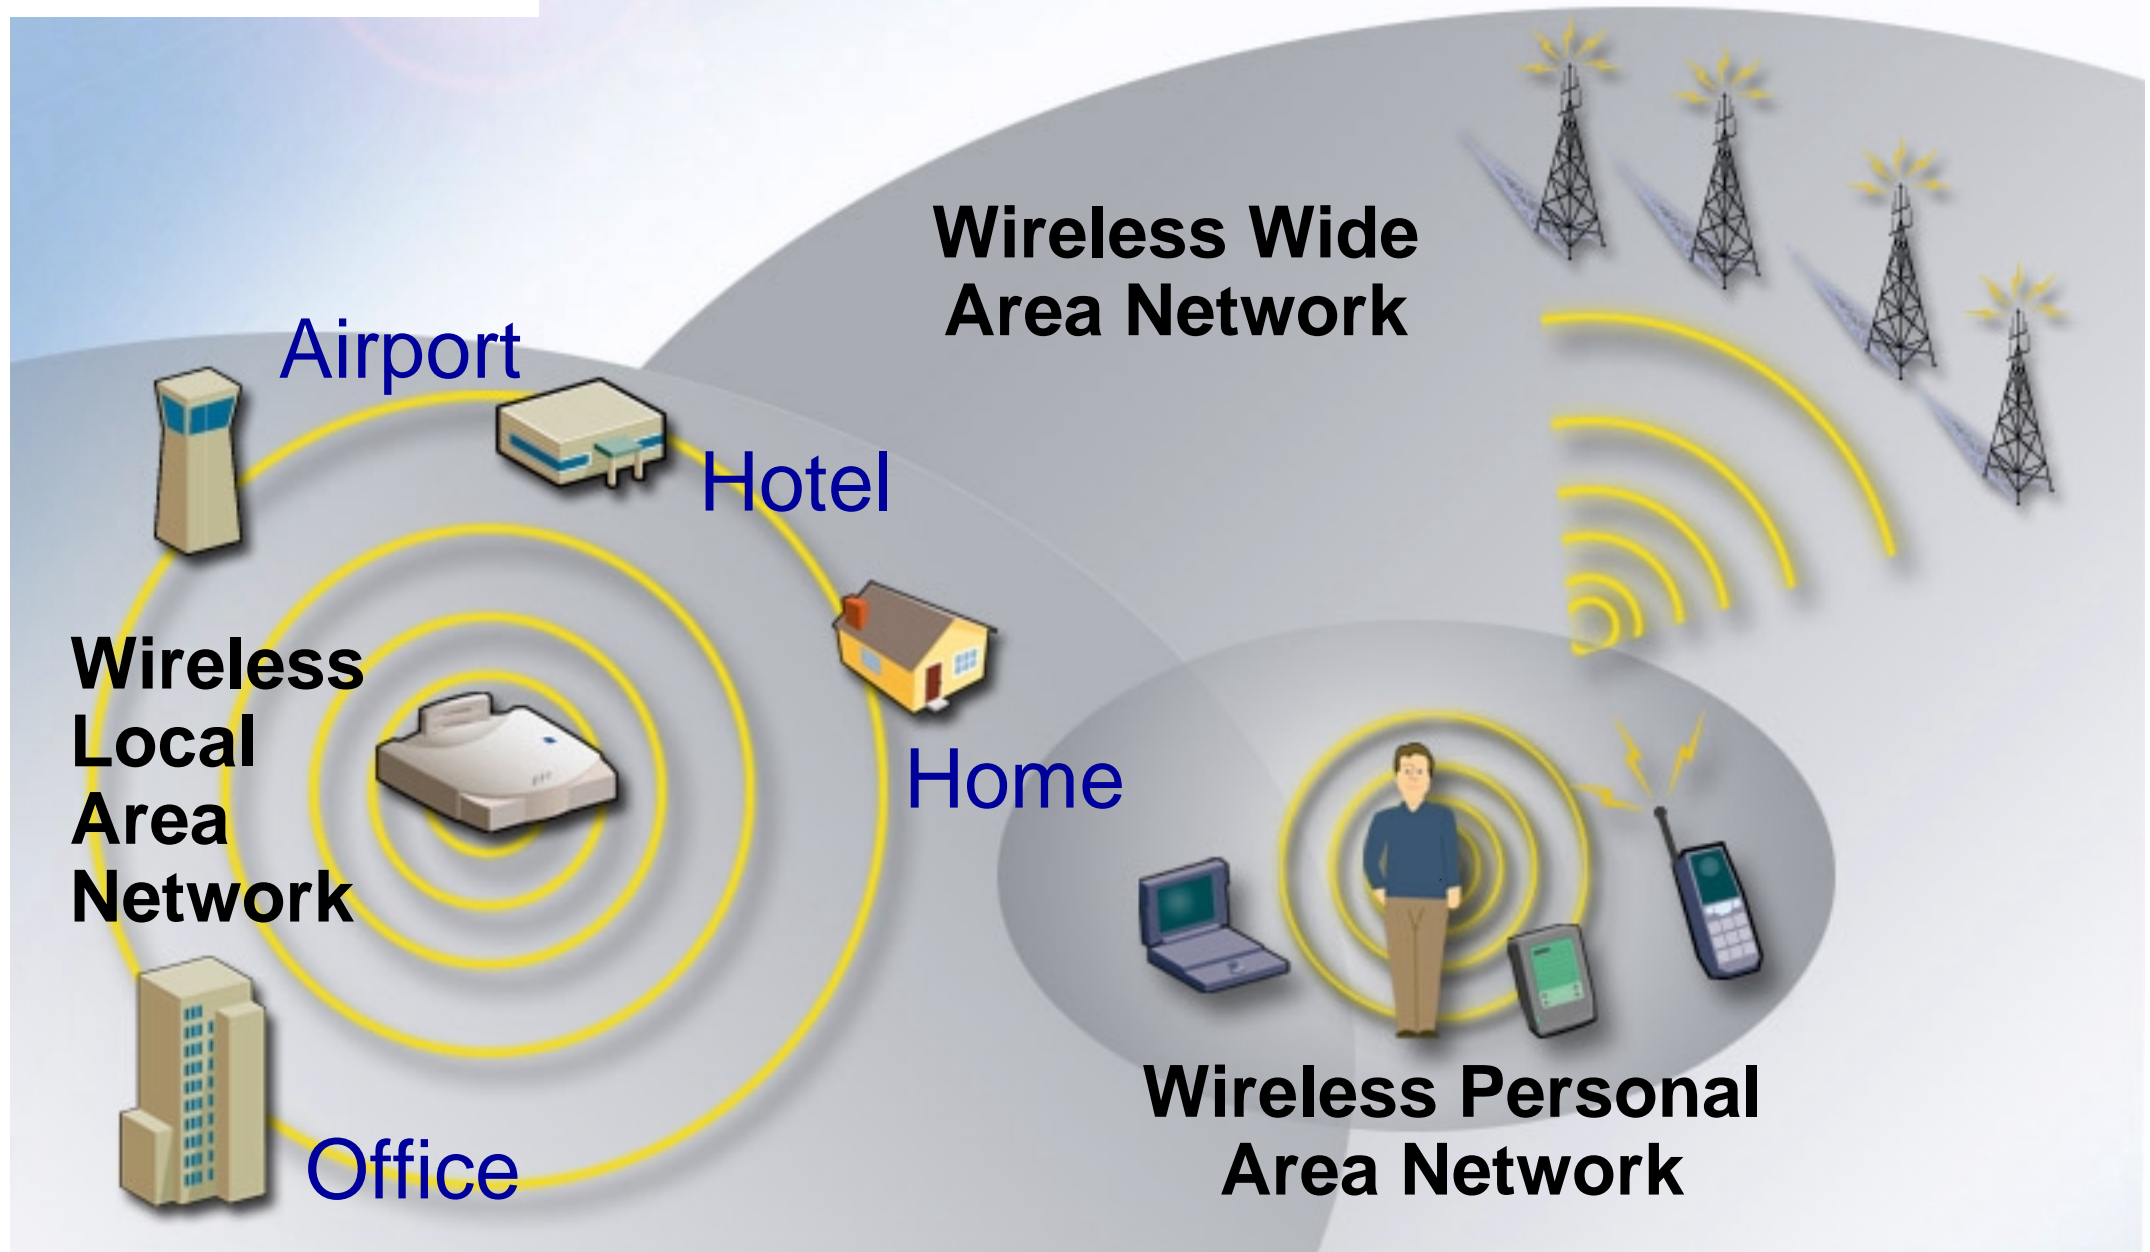 Wireless Wide
Area Network
Airport
Hotel
Wireless
Local
Area
Network
Home
Office
Wireless Personal
Area Network